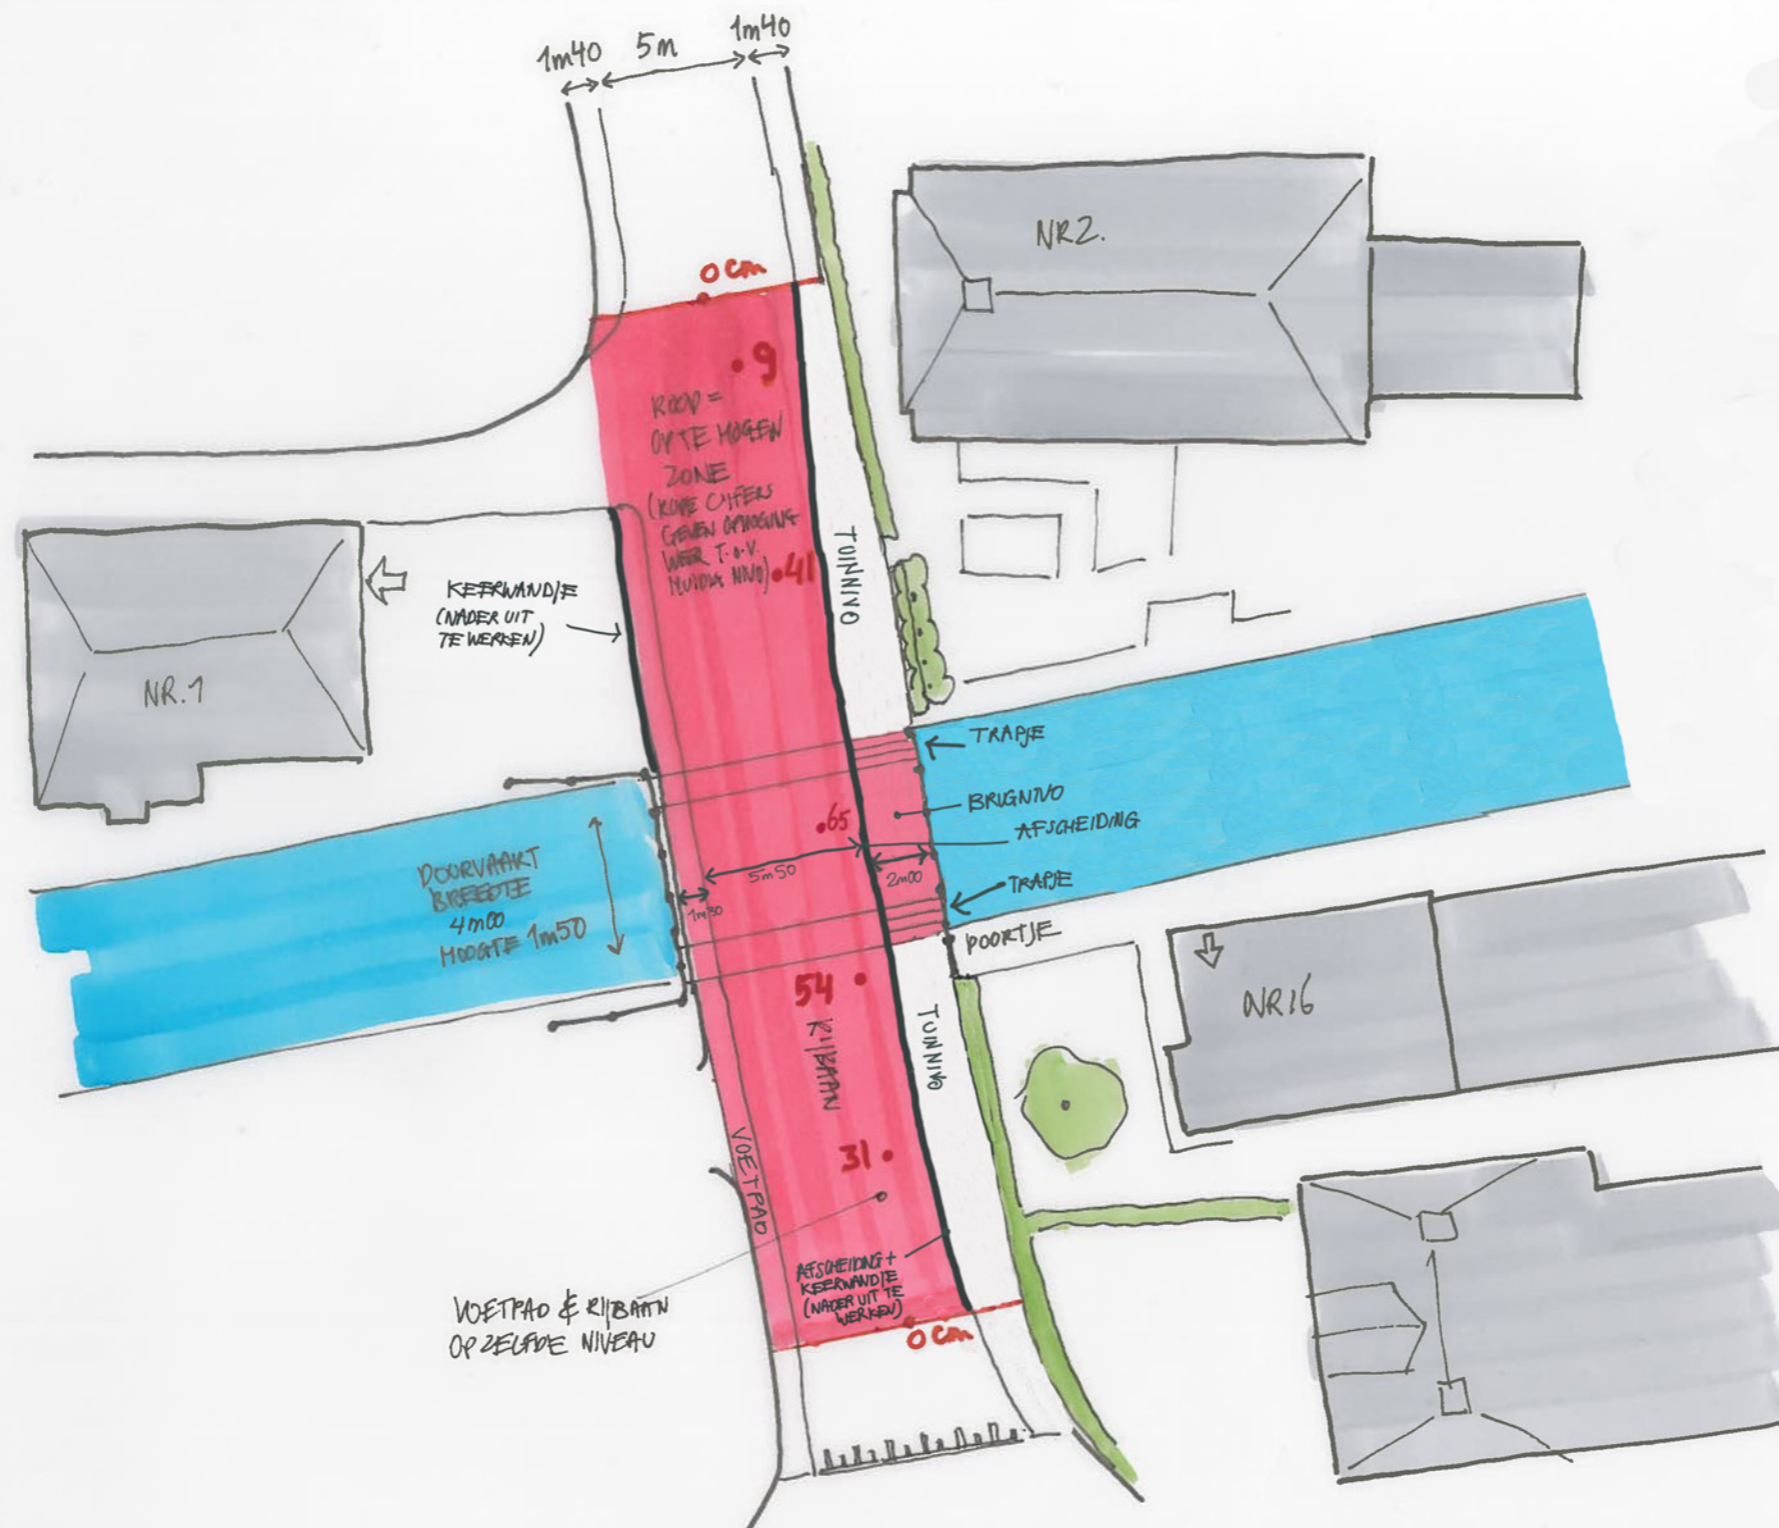 1m40
5m
1m40
0 cm
NR2.
9
ROOD =
OP TE HOGEN
ZONE
(RODE CIJFERS
GEVEN OPHOGING
WEER T.O.V.
HUIDIG NIVO)
41
TUINNIVO
KEERWANDJE
(NADER UIT
TE WERKEN)
NR.1
TRAPJE
BRUGNIVO
AFSCHEIDING
65
5m50
2m00
1m30
TRAPJE
POORTJE
DOORVAART
BREEDTE
4m00
HOOGTE 1m50
54
RIJBAAN
TUINNIVO
NR16
31
VOETPAD
AFSCHEIDING +
KEERWANDJE
(NADER UIT TE
WERKEN)
VOETPAD & RIJBAAN
OP ZELFDE NIVEAU
0 cm